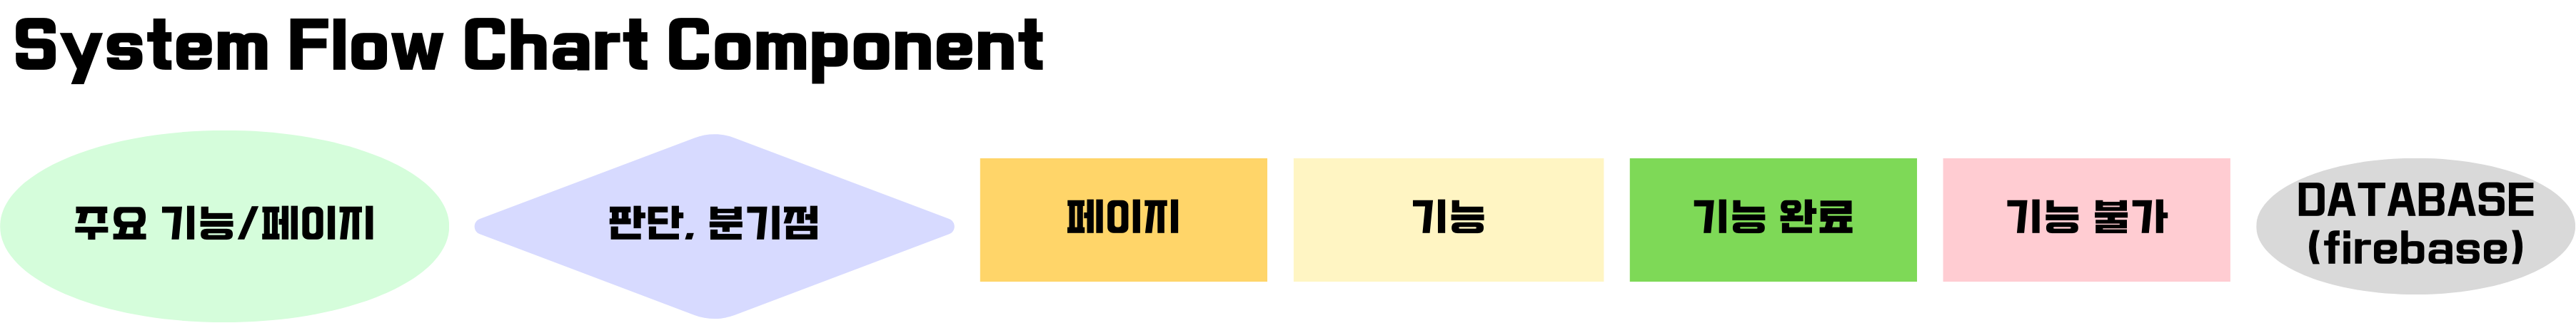 System Flow Chart Component
주요 기능/페이지
판단, 분기점
페이지
기능
기능 완료
기능 불가
DATABASE
(firebase)